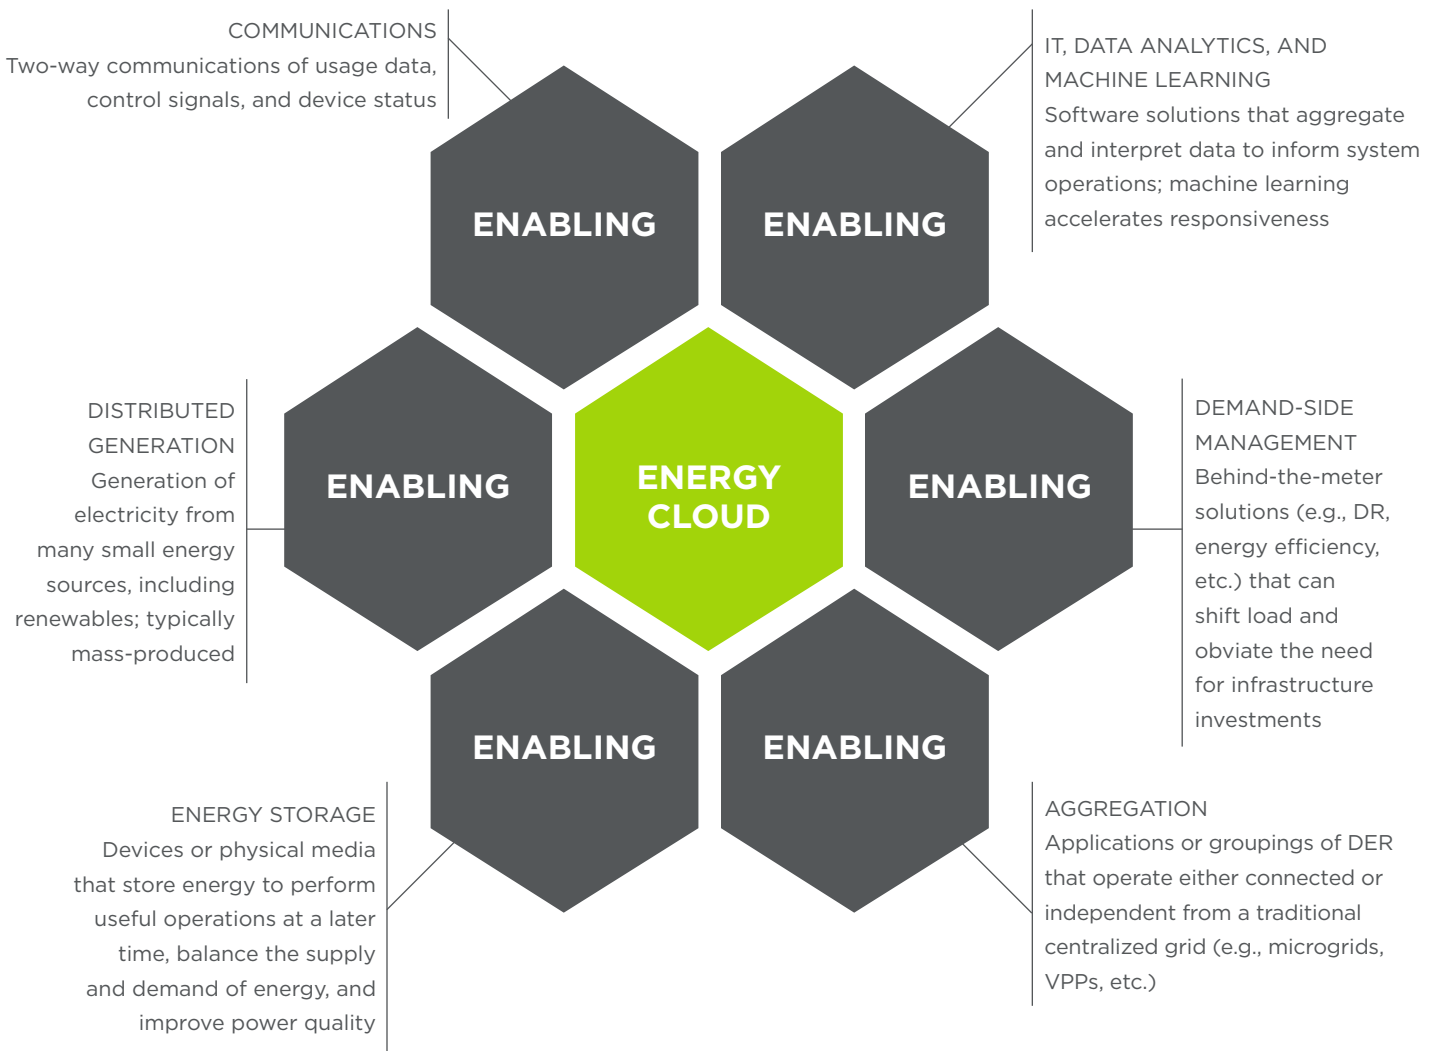 COMMUNICATIONS
Two-way communications of usage data,
control signals, and device status
IT, DATA ANALYTICS, AND
MACHINE LEARNING
Software solutions that aggregate
and interpret data to inform system
operations; machine learning
accelerates responsiveness
ENABLING
ENABLING
DISTRIBUTED
GENERATION
Generation of
electricity from
many small energy
sources, including
renewables; typically
mass-produced
ENABLING
ENERGY
CLOUD
ENABLING
DEMAND-SIDE
MANAGEMENT
Behind-the-meter
solutions (e.g., DR,
energy efficiency,
etc.) that can
shift load and
obviate the need
for infrastructure
investments
ENABLING
ENABLING
ENERGY STORAGE
Devices or physical media
that store energy to perform
useful operations at a later
time, balance the supply
and demand of energy, and
improve power quality
AGGREGATION
Applications or groupings of DER
that operate either connected or
independent from a traditional
centralized grid (e.g., microgrids,
VPPs, etc.)